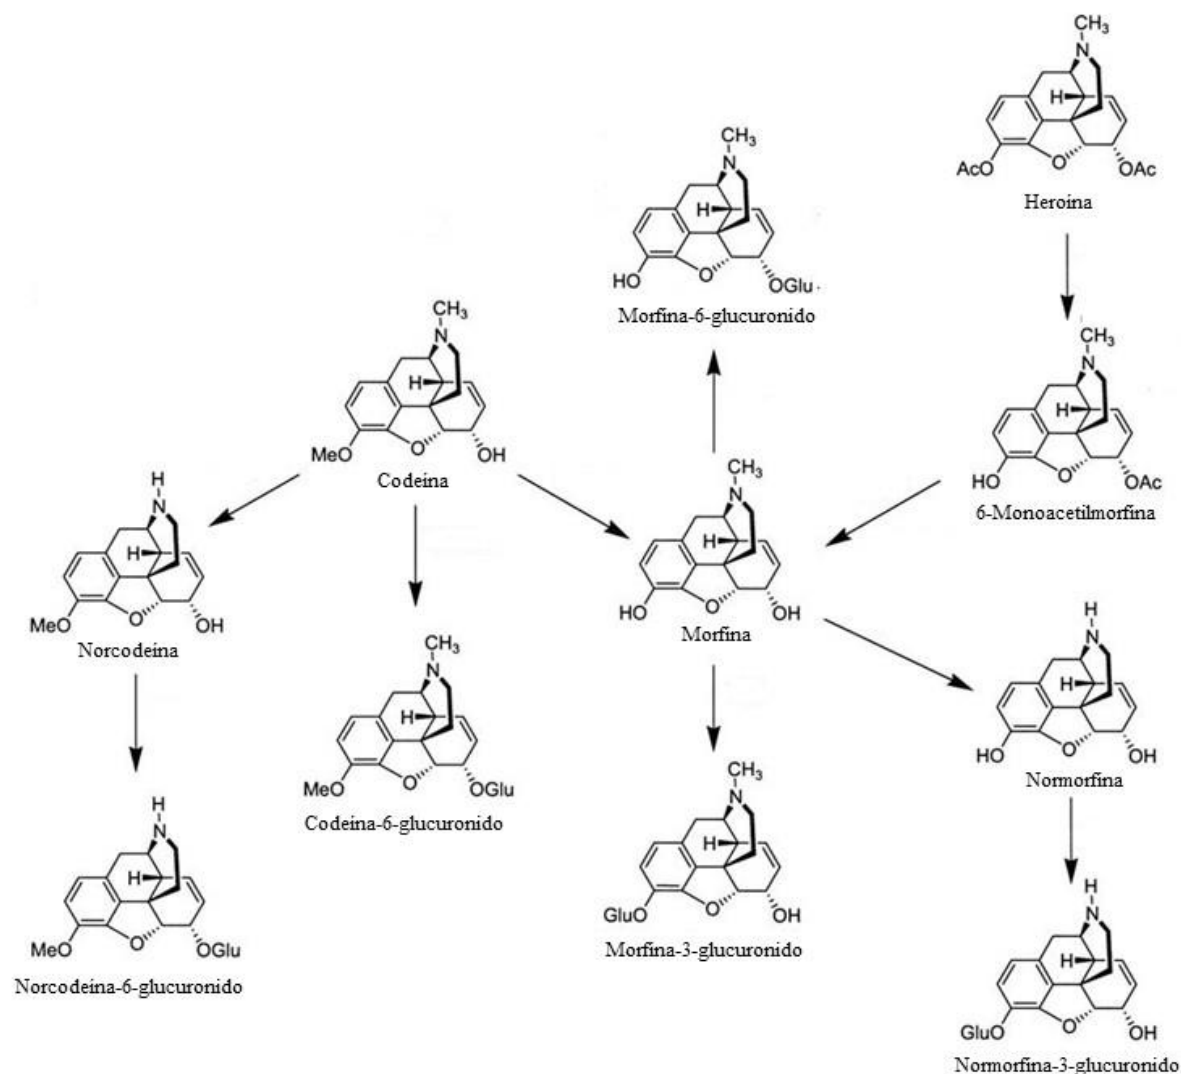 CH₃
N
H
AcO
O
OAc
Heroina
CH₃
N
H
HO
O
OGlu
Morfina-6-glucuronido
CH₃
N
H
MeO
O
OH
Codeina
CH₃
N
H
HO
O
OAc
6-Monoacetilmorfina
H
N
H
MeO
O
OH
Norcodeina
CH₃
N
H
HO
O
OH
Morfina
H
N
H
HO
O
OH
Normorfina
CH₃
N
H
MeO
O
OGlu
Codeina-6-glucuronido
CH₃
N
H
GluO
O
OH
Morfina-3-glucuronido
H
N
H
MeO
O
OGlu
Norcodeina-6-glucuronido
H
N
H
GluO
O
OH
Normorfina-3-glucuronido